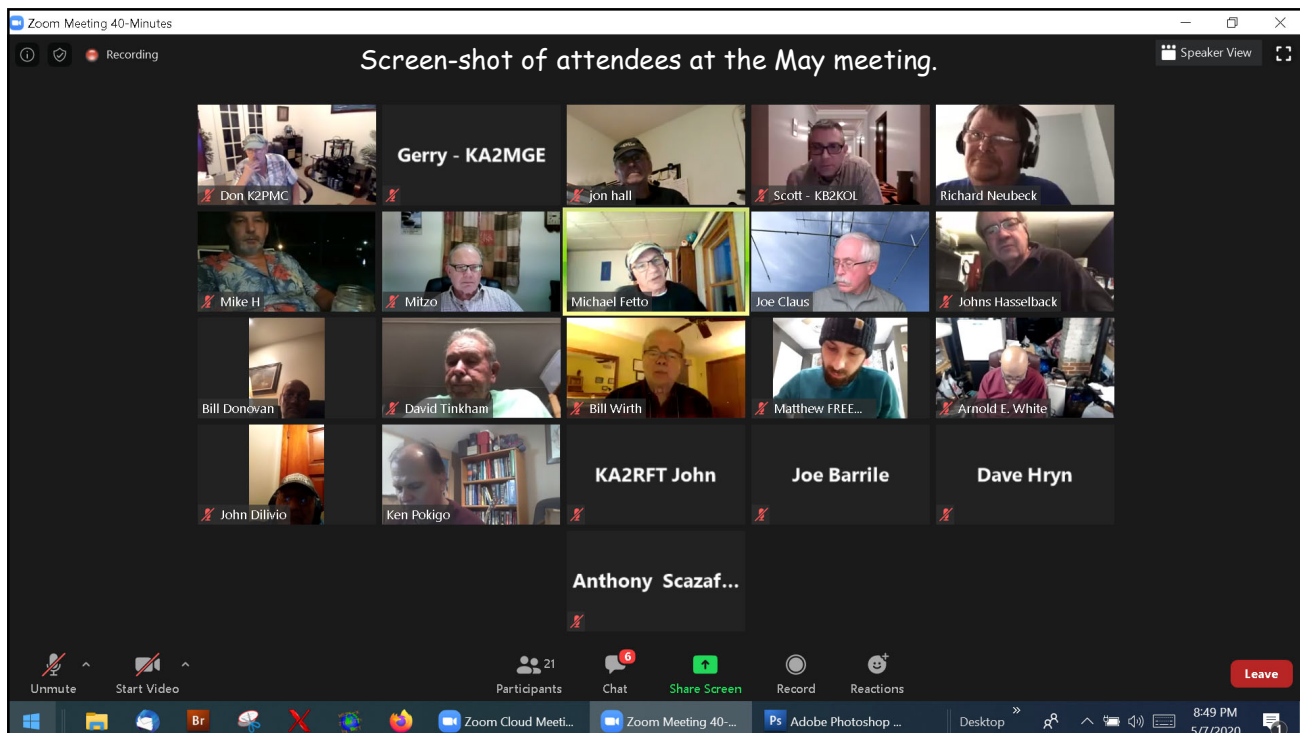 Zoom Meeting 40-Minutes
Recording
Screen-shot of attendees at the May meeting.
Speaker View
Don K2PMC
Gerry - KA2MGE
jon hall
Scott - KB2KOL
Richard Neubeck
Mike H
Mitzo
Michael Fetto
Joe Claus
Johns Hasselback
Bill Donovan
David Tinkham
Bill Wirth
Matthew FREE...
Arnold E. White
John Dilivio
Ken Pokigo
KA2RFT John
Joe Barrile
Dave Hryn
Anthony Scazaf...
21
6
Unmute
Start Video
Participants
Chat
Share Screen
Record
Reactions
Leave
Br
Zoom Cloud Meeti...
Zoom Meeting 40-...
Ps
Adobe Photoshop ...
Desktop
8:49 PM
5/7/2020
1